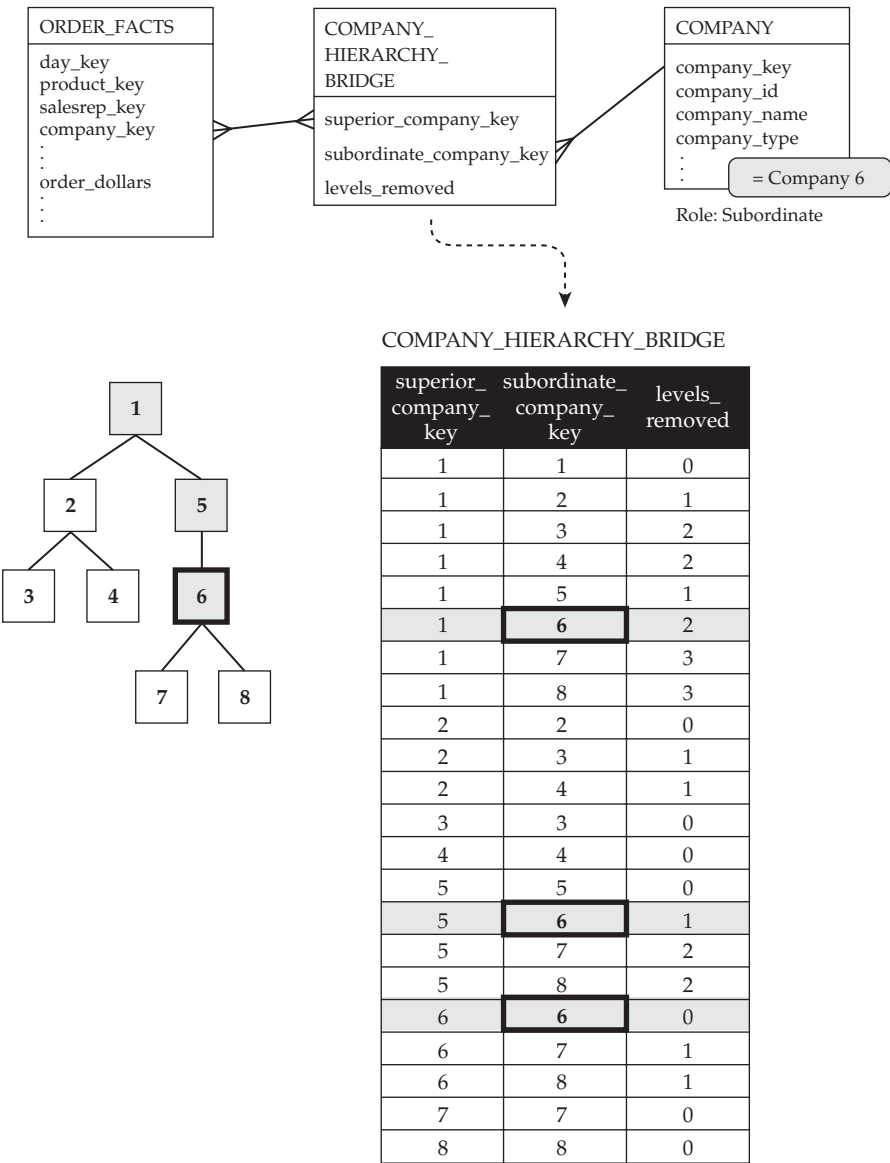 ORDER_FACTS
day_key
product_key
salesrep_key
company_key
.
.
.
order_dollars
.
.
.
COMPANY_
HIERARCHY_
BRIDGE
superior_company_key
subordinate_company_key
levels_removed
COMPANY
company_key
company_id
company_name
company_type
.
.
.
= Company 6
Role: Subordinate
1
2
5
3
4
6
7
8
COMPANY_HIERARCHY_BRIDGE
superior_ subordinate_ levels_
company_ company_ removed
key key
1 1 0
1 2 1
1 3 2
1 4 2
1 5 1
1 6 2
1 7 3
1 8 3
2 2 0
2 3 1
2 4 1
3 3 0
4 4 0
5 5 0
5 6 1
5 7 2
5 8 2
6 6 0
6 7 1
6 8 1
7 7 0
8 8 0